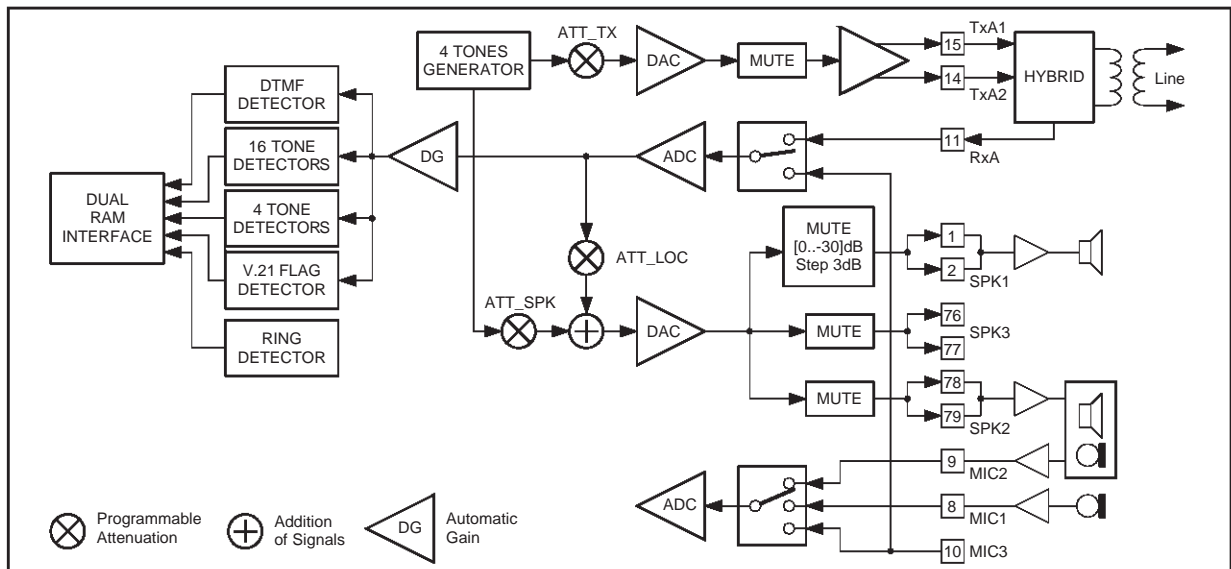 4 TONES
GENERATOR
ATT_TX
DAC
MUTE
15
TxA1
14
TxA2
HYBRID
Line
DTMF
DETECTOR
16 TONE
DETECTORS
4 TONE
DETECTORS
V.21 FLAG
DETECTOR
RING
DETECTOR
DUAL
RAM
INTERFACE
DG
ADC
11
RxA
ATT_LOC
ATT_SPK
DAC
MUTE
[0..-30]dB
Step 3dB
1
2
SPK1
MUTE
76
SPK3
77
MUTE
78
79
SPK2
ADC
9
MIC2
8
MIC1
10
MIC3
Programmable
Attenuation
Addition
of Signals
DG
Automatic
Gain